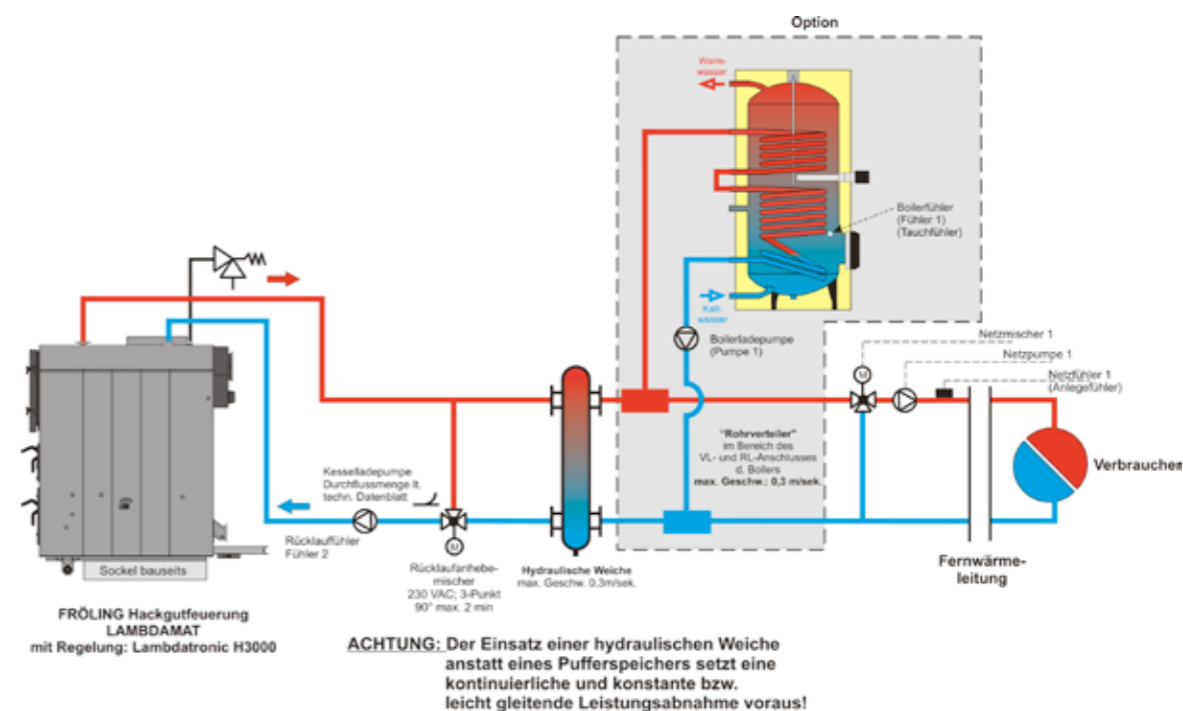 Option
Warm-
wasser
Boilerfühler
(Fühler 1)
(Tauchfühler)
Kalt-
wasser
Boilerladepumpe
(Pumpe 1)
Netzmischer 1
Netzpumpe 1
Netzfühler 1
(Anlegefühler)
M
"Rohrverteiler"
im Bereich des
VL- und RL-Anschlusses
d. Boilers
max. Geschw.: 0,3 m/sek.
Verbraucher
Kesselladepumpe
Durchflussmenge lt.
techn. Datenblatt
Rücklauffühler
Fühler 2
M
Sockel bauseits
Rücklaufanhebe-
mischer
230 VAC; 3-Punkt
90° max. 2 min
Hydraulische Weiche
max. Geschw. 0,3m/sek.
Fernwärme-
leitung
FRÖLING Hackgutfeuerung
LAMBDAMAT
mit Regelung: Lambdatronic H3000
ACHTUNG: Der Einsatz einer hydraulischen Weiche
anstatt eines Pufferspeichers setzt eine
kontinuierliche und konstante bzw.
leicht gleitende Leistungsabnahme voraus!